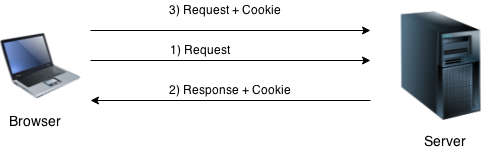 3) Request + Cookie
1) Request
2) Response + Cookie
Browser
Server